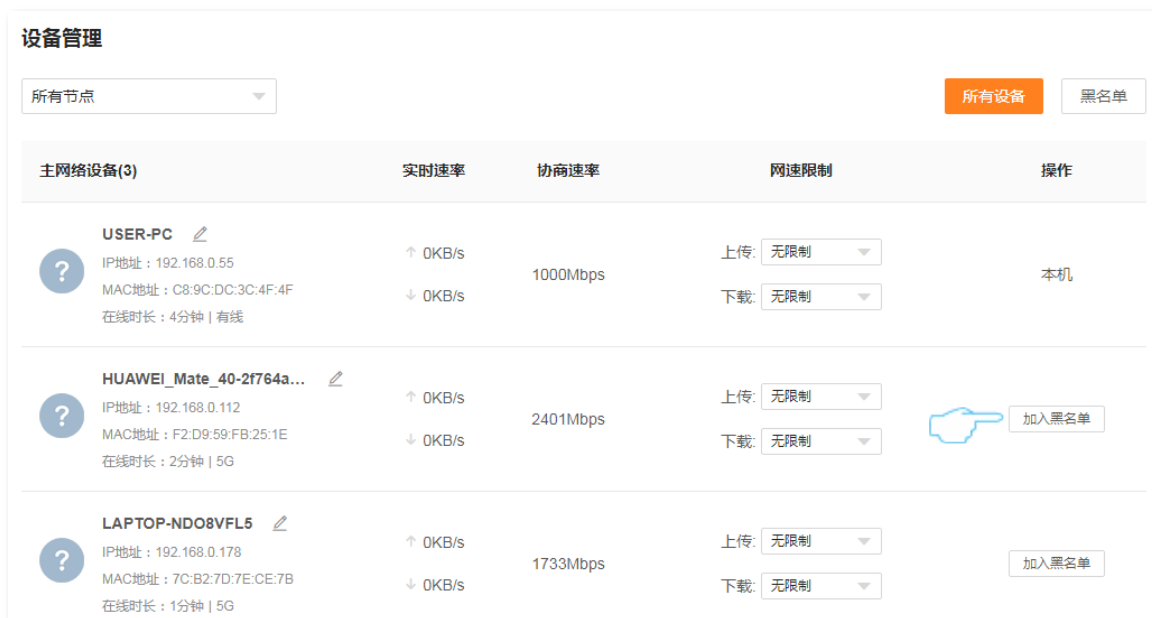 设备管理
所有节点
所有设备
黑名单
主网络设备(3)
实时速率
协商速率
网速限制
操作
USER-PC
IP地址：192.168.0.55
MAC地址：C8:9C:DC:3C:4F:4F
在线时长：4分钟 | 有线
0KB/s
0KB/s
1000Mbps
上传: 无限制
下载: 无限制
本机
HUAWEI_Mate_40-2f764a...
IP地址：192.168.0.112
MAC地址：F2:D9:59:FB:25:1E
在线时长：2分钟 | 5G
0KB/s
0KB/s
2401Mbps
上传: 无限制
下载: 无限制
加入黑名单
LAPTOP-NDO8VFL5
IP地址：192.168.0.178
MAC地址：7C:B2:7D:7E:CE:7B
在线时长：1分钟 | 5G
0KB/s
0KB/s
1733Mbps
上传: 无限制
下载: 无限制
加入黑名单